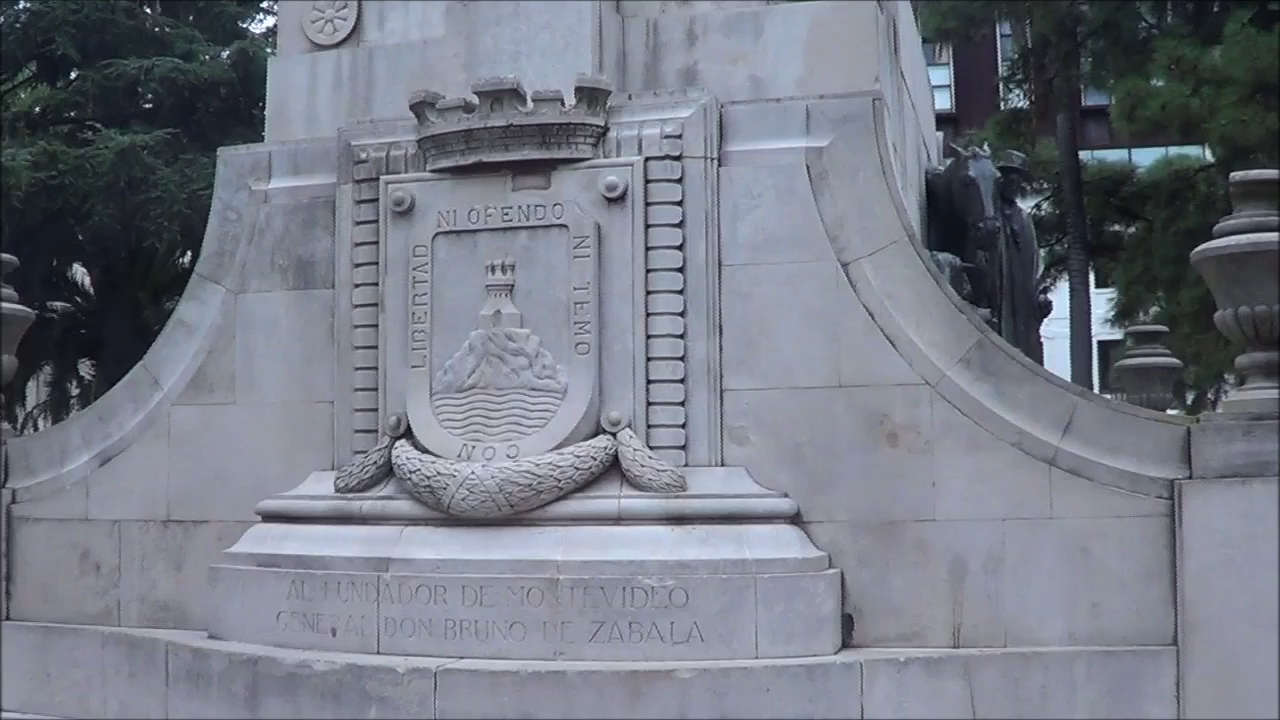 CON
LIBERTAD
NI OFENDO
NI TEMO
AL FUNDADOR DE MONTEVIDEO
GENERAL DON BRUNO DE ZABALA